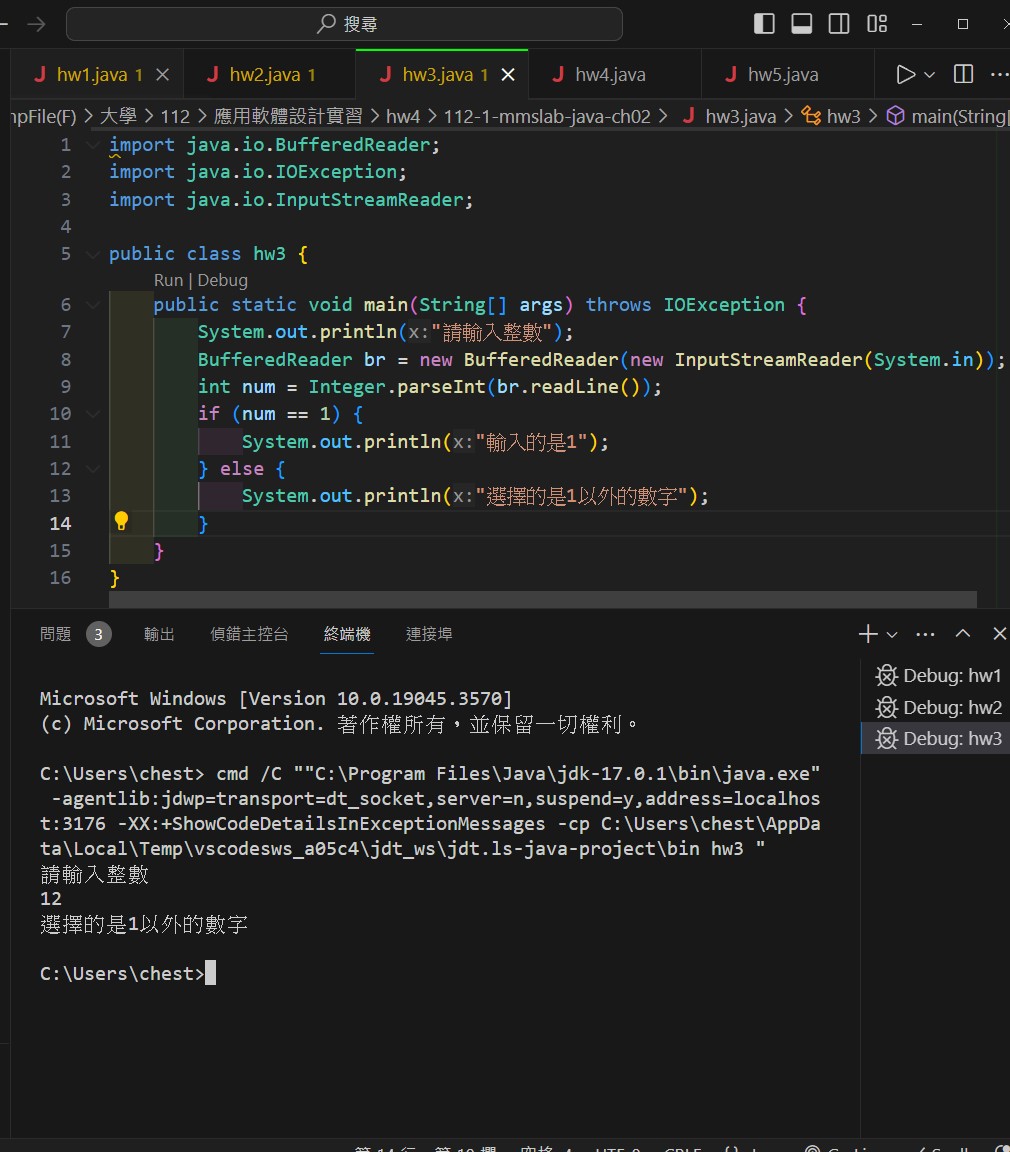 搜尋
hw1.java 1
hw2.java 1
hw3.java 1
hw4.java
hw5.java
npFile(F) > 大學 > 112 > 應用軟體設計實習 > hw4 > 112-1-mmslab-java-ch02 > hw3.java > hw3 > main(String[
1 import java.io.BufferedReader;
2 import java.io.IOException;
3 import java.io.InputStreamReader;
4
5 public class hw3 {
Run | Debug
6 public static void main(String[] args) throws IOException {
7 System.out.println(x:"請輸入整數");
8 BufferedReader br = new BufferedReader(new InputStreamReader(System.in));
9 int num = Integer.parseInt(br.readLine());
10 if (num == 1) {
11 System.out.println(x:"輸入的是1");
12 } else {
13 System.out.println(x:"選擇的是1以外的數字");
14 }
15 }
16 }
問題 3 輸出 偵錯主控台 終端機 連接埠
Microsoft Windows [Version 10.0.19045.3570]
(c) Microsoft Corporation. 著作權所有，並保留一切權利。
C:\Users\chest> cmd /C ""C:\Program Files\Java\jdk-17.0.1\bin\java.exe"
-agentlib:jdwp=transport=dt_socket,server=n,suspend=y,address=localhos
t:3176 -XX:+ShowCodeDetailsInExceptionMessages -cp C:\Users\chest\AppDa
ta\Local\Temp\vscodesws_a05c4\jdt_ws\jdt.ls-java-project\bin hw3 "
請輸入整數
12
選擇的是1以外的數字
C:\Users\chest>
Debug: hw1
Debug: hw2
Debug: hw3